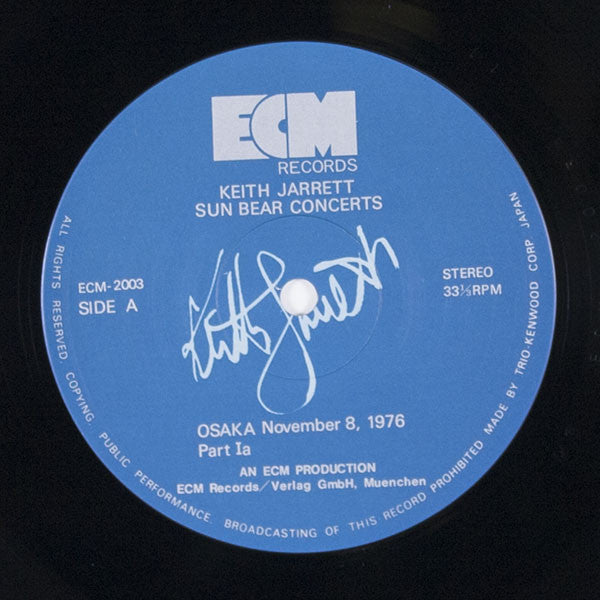 ECM
RECORDS
KEITH JARRETT
SUN BEAR CONCERTS
ECM-2003
SIDE A
STEREO
33⅓RPM
Keith Jarrett
OSAKA November 8, 1976
Part Ia
AN ECM PRODUCTION
ECM Records/Verlag GmbH, Muenchen
ALL RIGHTS RESERVED. COPYING. PUBLIC PERFORMANCE. BROADCASTING OF THIS RECORD PROHIBITED MADE BY TRIO-KENWOOD CORP. JAPAN